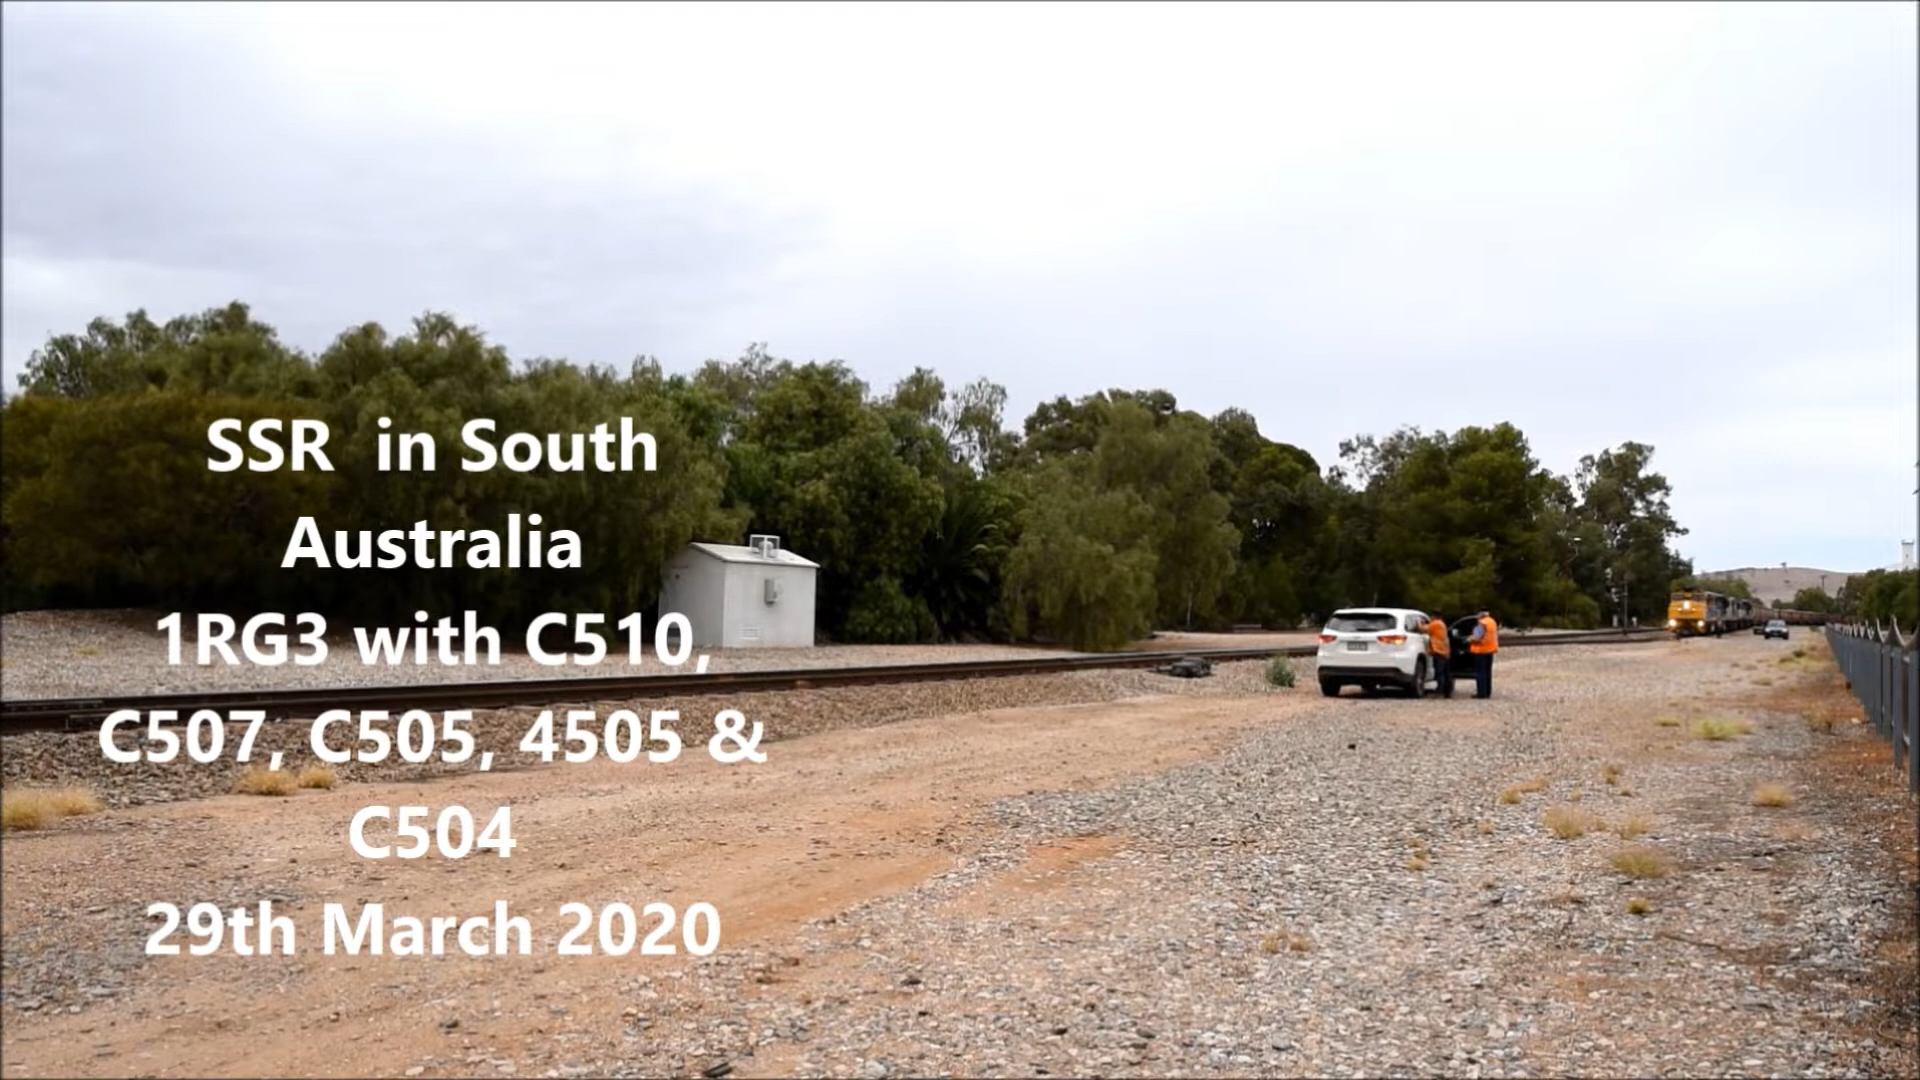 SSR  in South
Australia
1RG3 with C510,
C507, C505, 4505 &
C504
29th March 2020